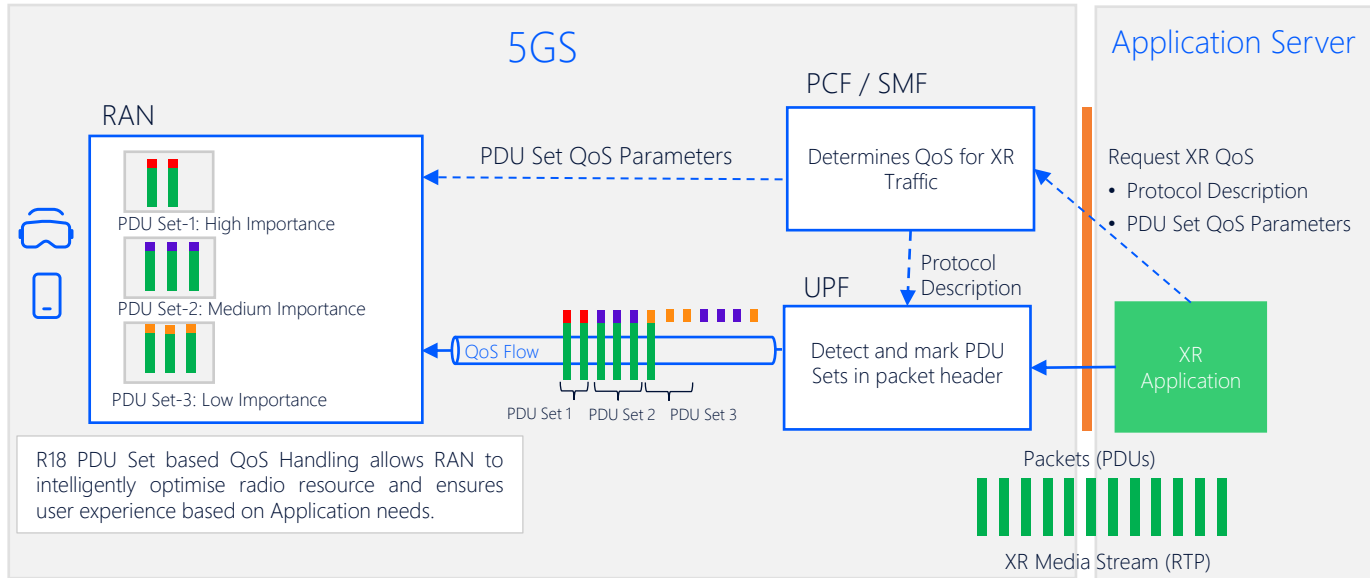 5GS
Application Server
RAN
PDU Set-1: High Importance
PDU Set-2: Medium Importance
PDU Set-3: Low Importance
PDU Set QoS Parameters
PCF / SMF
Determines QoS for XR
Traffic
Request XR QoS
• Protocol Description
• PDU Set QoS Parameters
Protocol
Description
UPF
Detect and mark PDU
Sets in packet header
QoS Flow
PDU Set 1
PDU Set 2
PDU Set 3
XR
Application
R18 PDU Set based QoS Handling allows RAN to
intelligently optimise radio resource and ensures
user experience based on Application needs.
Packets (PDUs)
XR Media Stream (RTP)